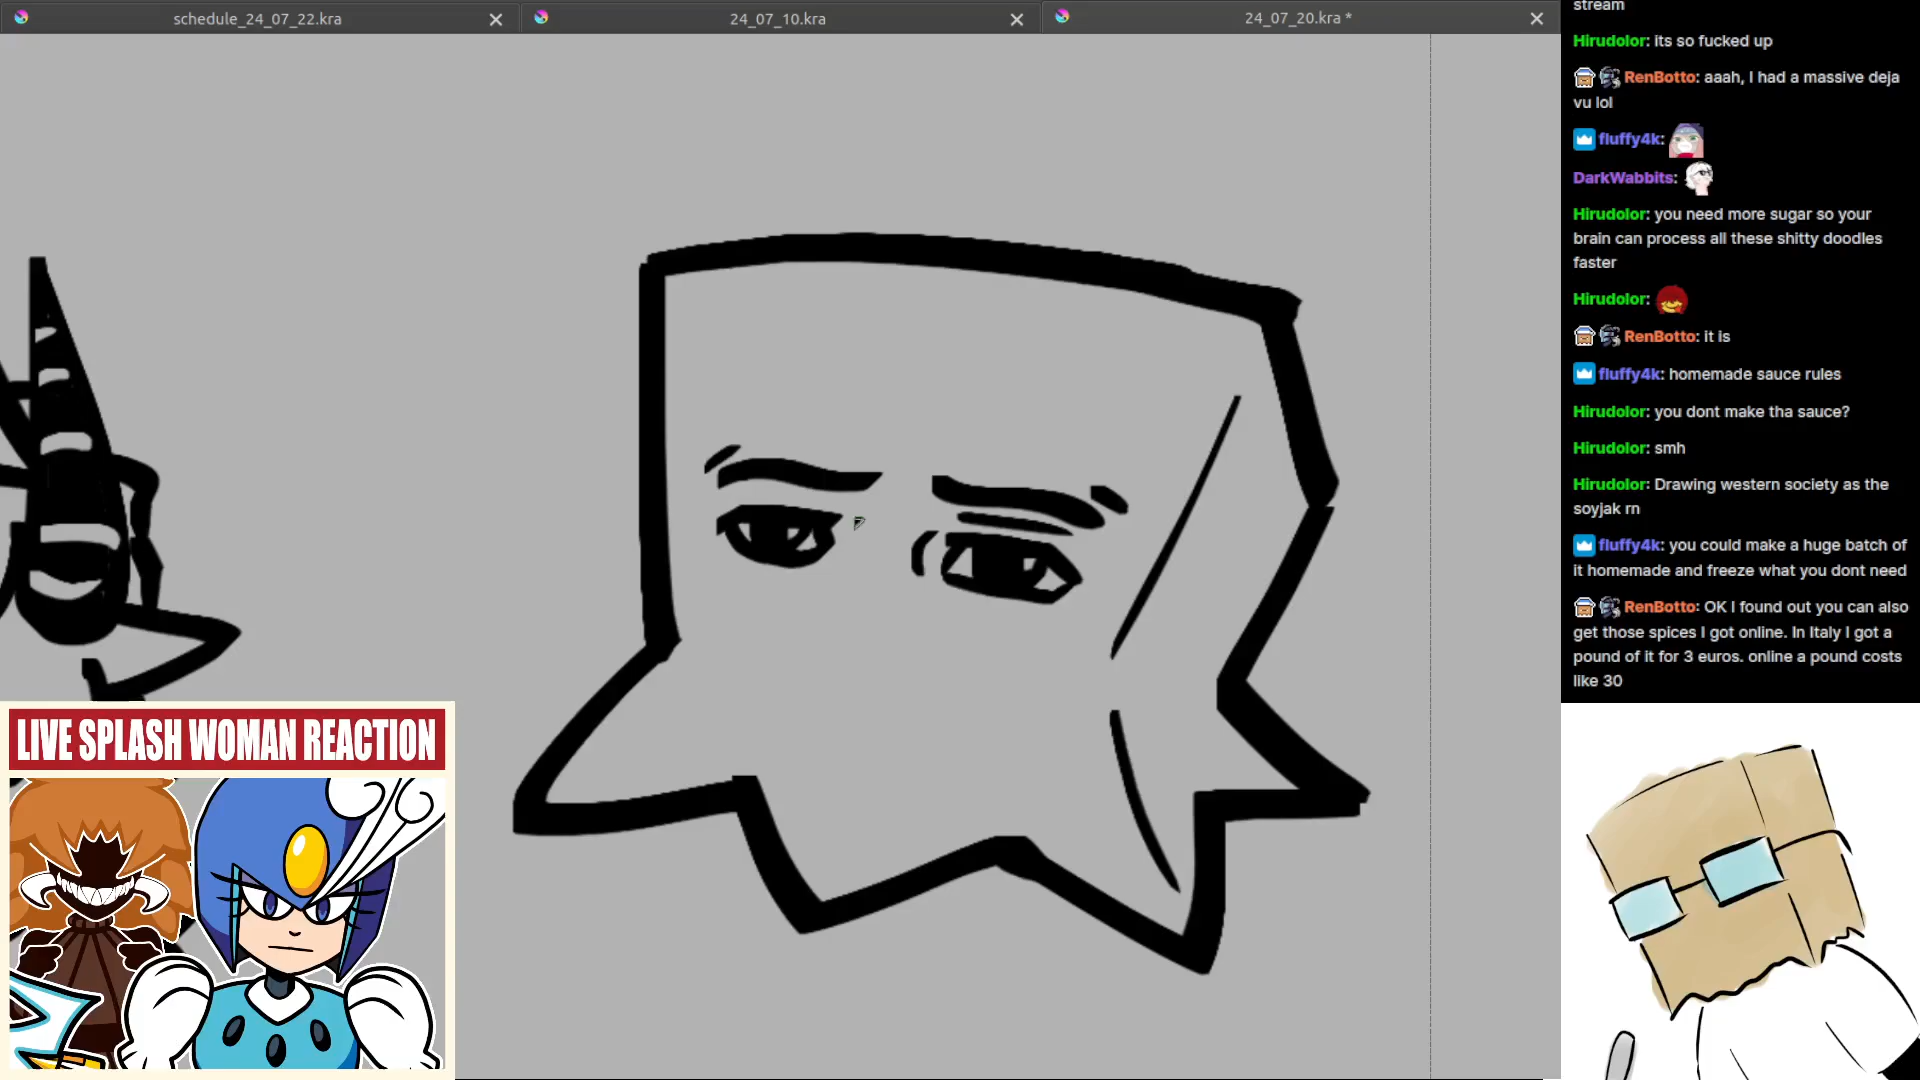 schedule_24_07_22.kra
24_07_10.kra
24_07_20.kra *
stream
Hirudolor: its so fucked up
RenBotto: aaah, I had a massive deja
vu lol
fluffy4k:
DarkWabbits:
Hirudolor: you need more sugar so your
brain can process all these shitty doodles
faster
Hirudolor:
RenBotto: it is
fluffy4k: homemade sauce rules
Hirudolor: you dont make tha sauce?
Hirudolor: smh
Hirudolor: Drawing western society as the
soyjak rn
fluffy4k: you could make a huge batch of
it homemade and freeze what you dont need
RenBotto: OK I found out you can also
get those spices I got online. In Italy I got a
pound of it for 3 euros. online a pound costs
like 30
LIVE SPLASH WOMAN REACTION